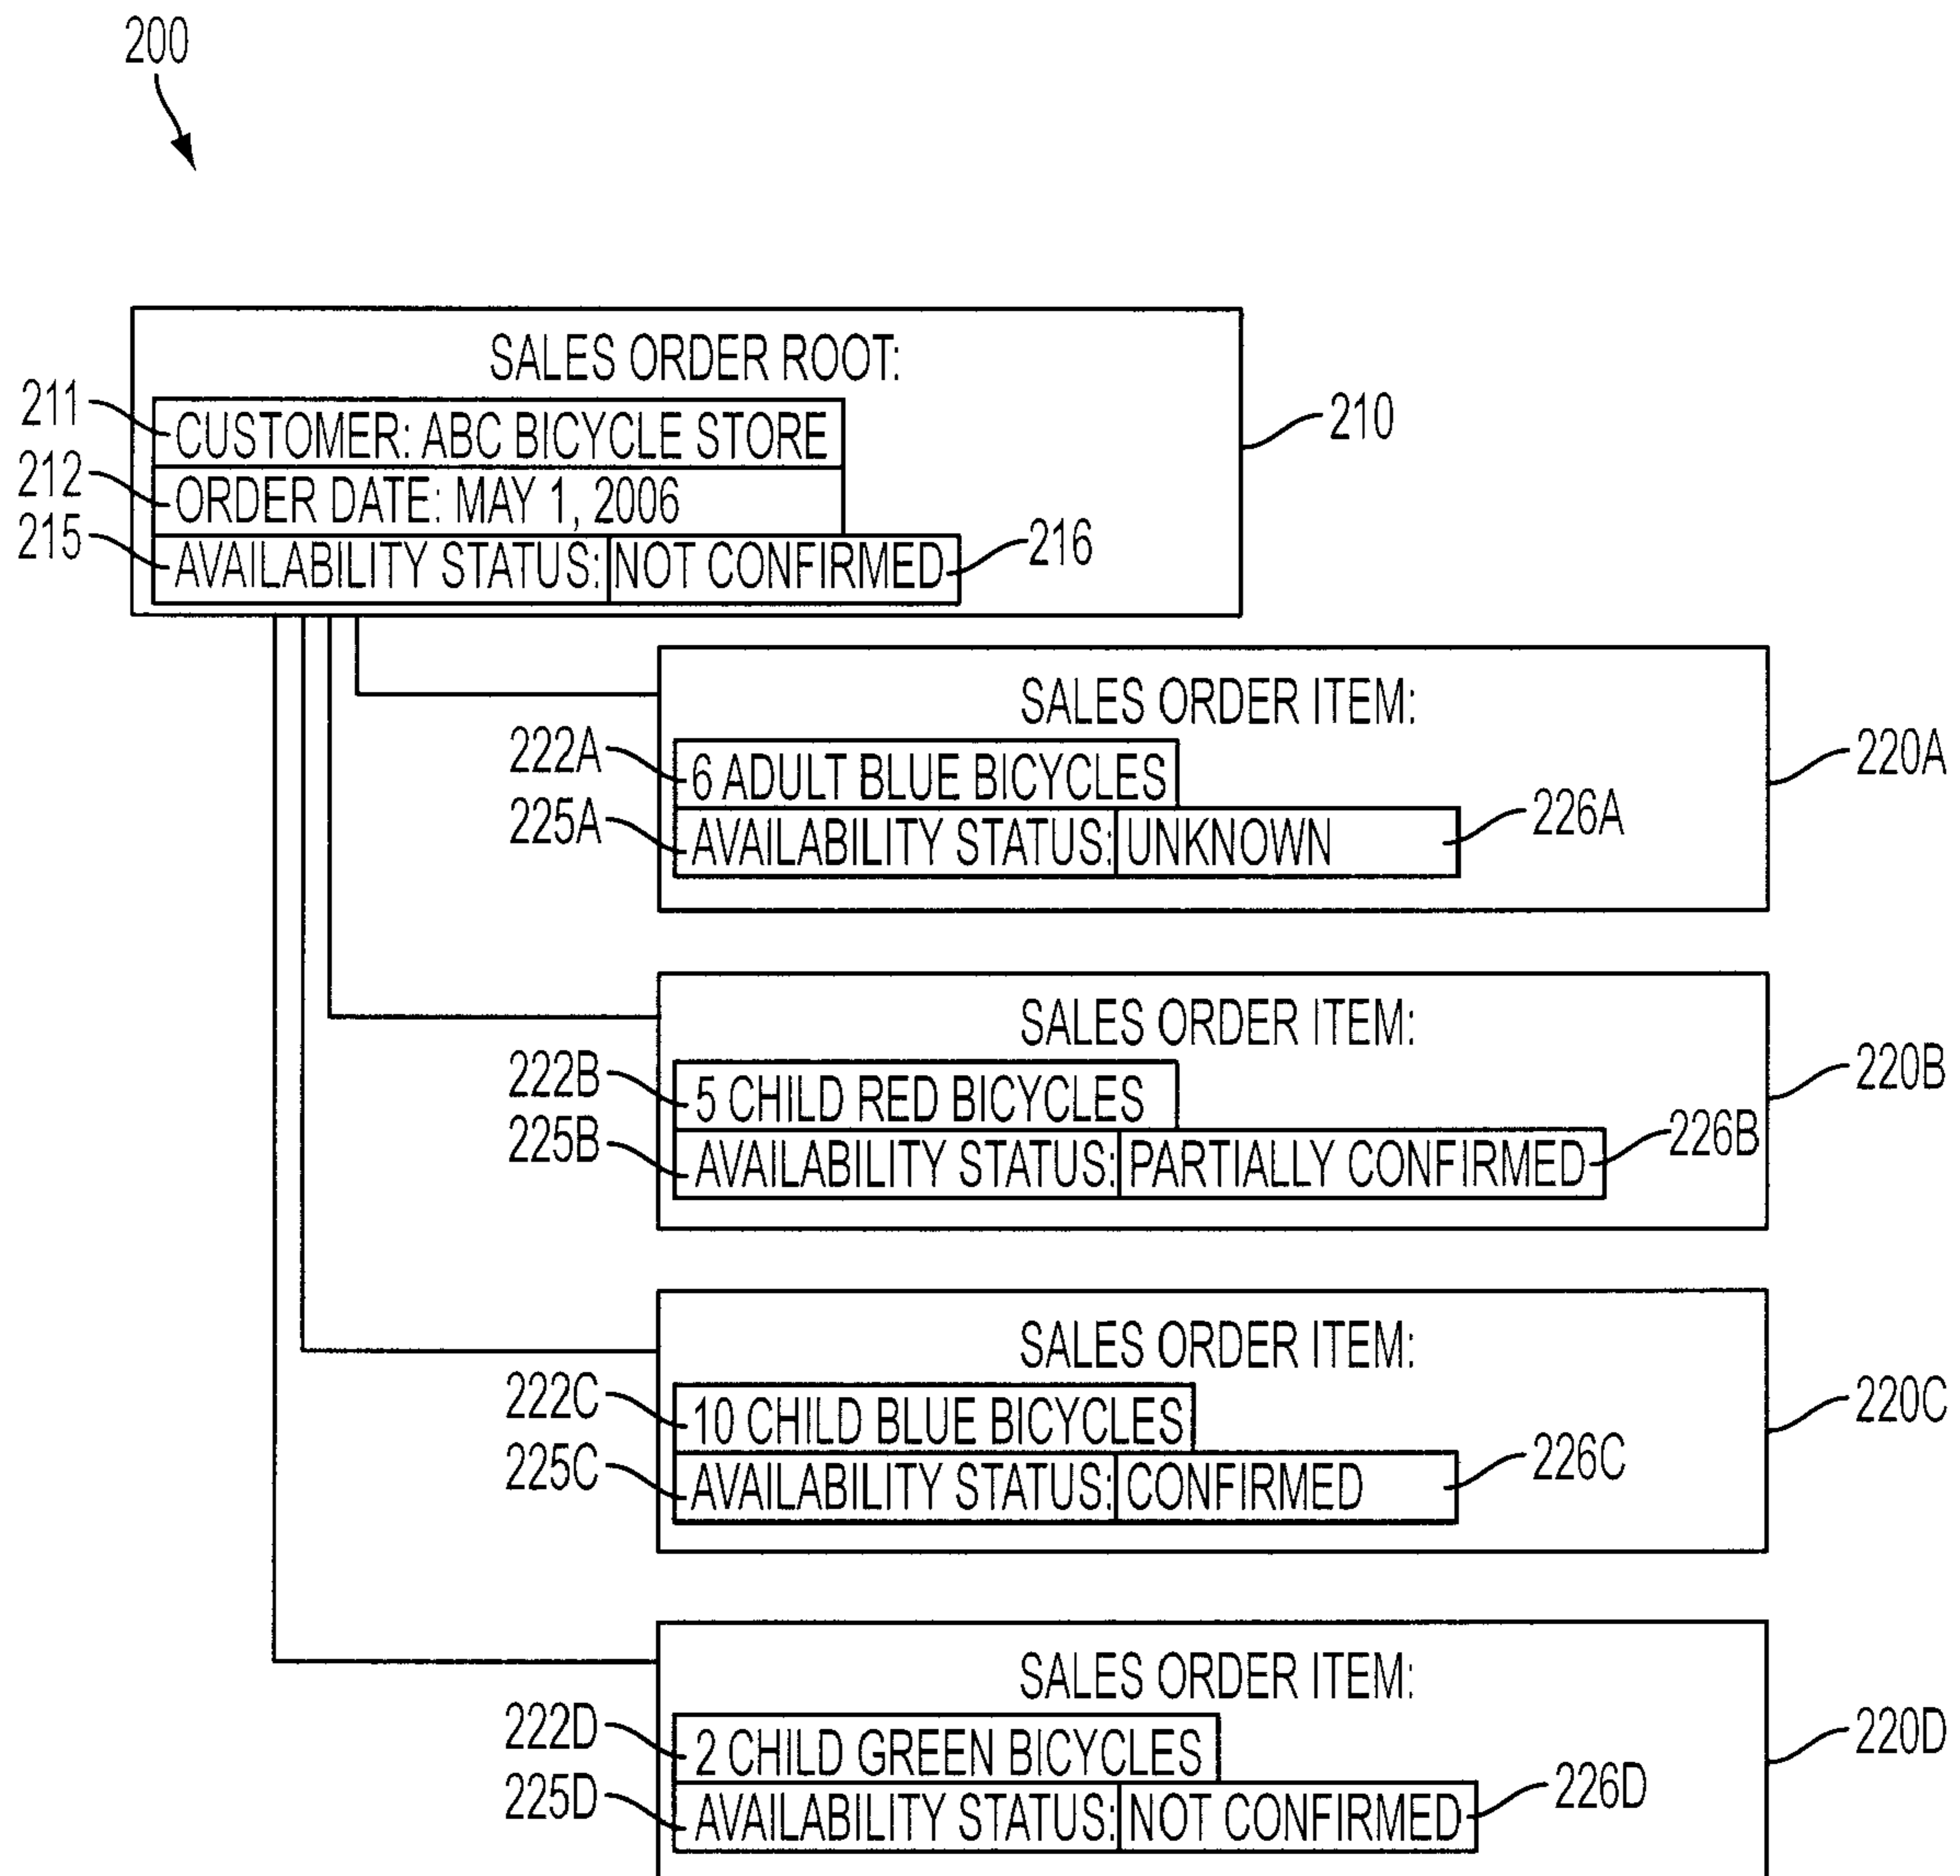 200
SALES ORDER ROOT:
211
CUSTOMER: ABC BICYCLE STORE
210
212
ORDER DATE: MAY 1, 2006
215
AVAILABILITY STATUS: NOT CONFIRMED
216
SALES ORDER ITEM:
222A
6 ADULT BLUE BICYCLES
220A
225A
AVAILABILITY STATUS: UNKNOWN
226A
SALES ORDER ITEM:
222B
5 CHILD RED BICYCLES
220B
225B
AVAILABILITY STATUS: PARTIALLY CONFIRMED
226B
SALES ORDER ITEM:
222C
10 CHILD BLUE BICYCLES
220C
225C
AVAILABILITY STATUS: CONFIRMED
226C
SALES ORDER ITEM:
222D
2 CHILD GREEN BICYCLES
220D
225D
AVAILABILITY STATUS: NOT CONFIRMED
226D